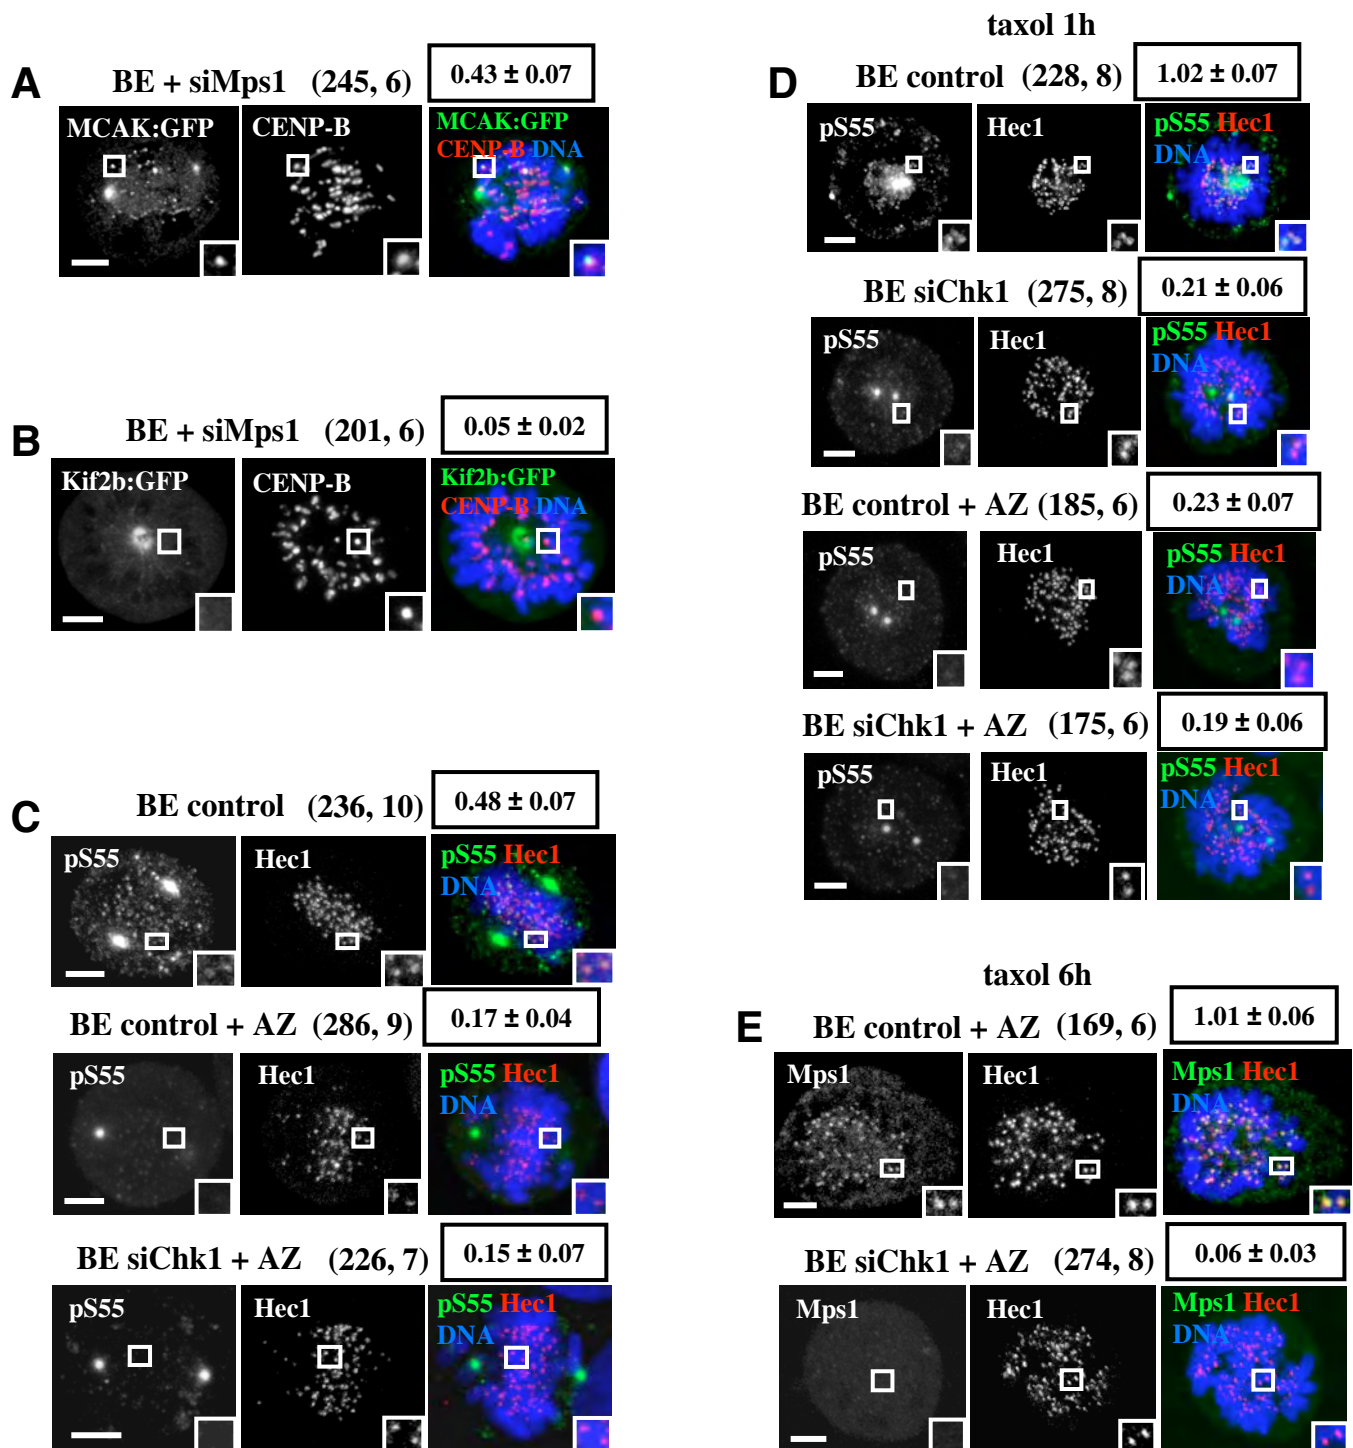 A
BE + siMps1 (245, 6) 0.43 ± 0.07
MCAK:GFP CENP-B MCAK:GFP
CENP-B DNA
B
BE + siMps1 (201, 6) 0.05 ± 0.02
Kif2b:GFP CENP-B Kif2b:GFP
CENP-B DNA
C
BE control (236, 10) 0.48 ± 0.07
pS55 Hec1 pS55 Hec1
DNA
BE control + AZ (286, 9) 0.17 ± 0.04
pS55 Hec1 pS55 Hec1
DNA
BE siChk1 + AZ (226, 7) 0.15 ± 0.07
pS55 Hec1 pS55 Hec1
DNA
taxol 1h
D
BE control (228, 8) 1.02 ± 0.07
pS55 Hec1 pS55 Hec1
DNA
BE siChk1 (275, 8) 0.21 ± 0.06
pS55 Hec1 pS55 Hec1
DNA
BE control + AZ (185, 6) 0.23 ± 0.07
pS55 Hec1 pS55 Hec1
DNA
BE siChk1 + AZ (175, 6) 0.19 ± 0.06
pS55 Hec1 pS55 Hec1
DNA
taxol 6h
E
BE control + AZ (169, 6) 1.01 ± 0.06
Mps1 Hec1 Mps1 Hec1
DNA
BE siChk1 + AZ (274, 8) 0.06 ± 0.03
Mps1 Hec1 Mps1 Hec1
DNA